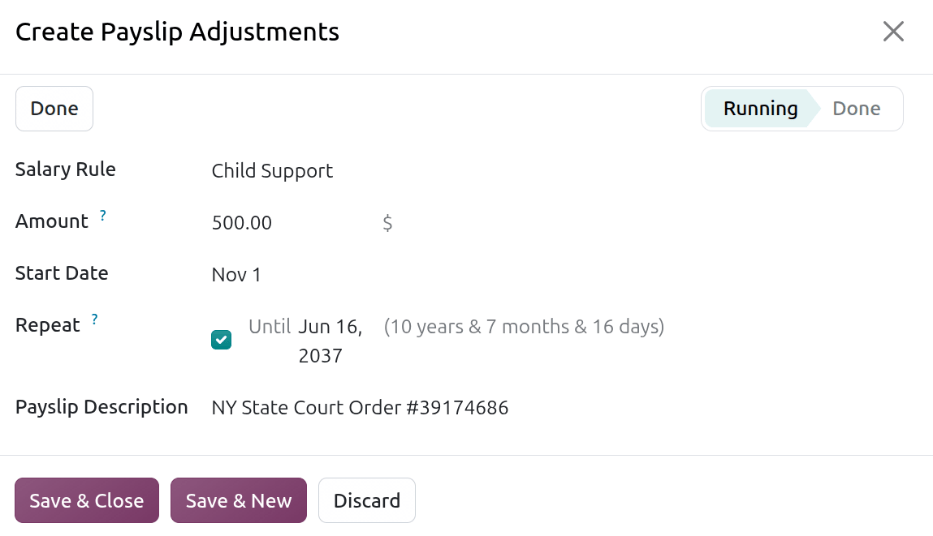 Create Payslip Adjustments
Done
Running Done
Salary Rule Child Support
Amount ? 500.00 $
Start Date Nov 1
Repeat ? Until Jun 16, (10 years & 7 months & 16 days)
2037
Payslip Description NY State Court Order #39174686
Save & Close Save & New Discard